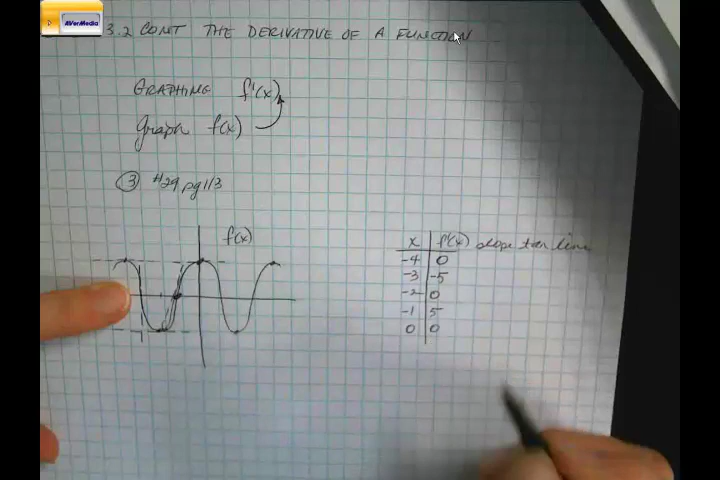 AVerMedia
3.2 CONT THE DERIVATIVE OF A FUNCTION
GRAPHING f'(x)
Graph f(x)
③ #29 pg 113
f(x)
x f'(x) slope tan line
-4 0
-3 -5
-2 0
-1 5
0 0